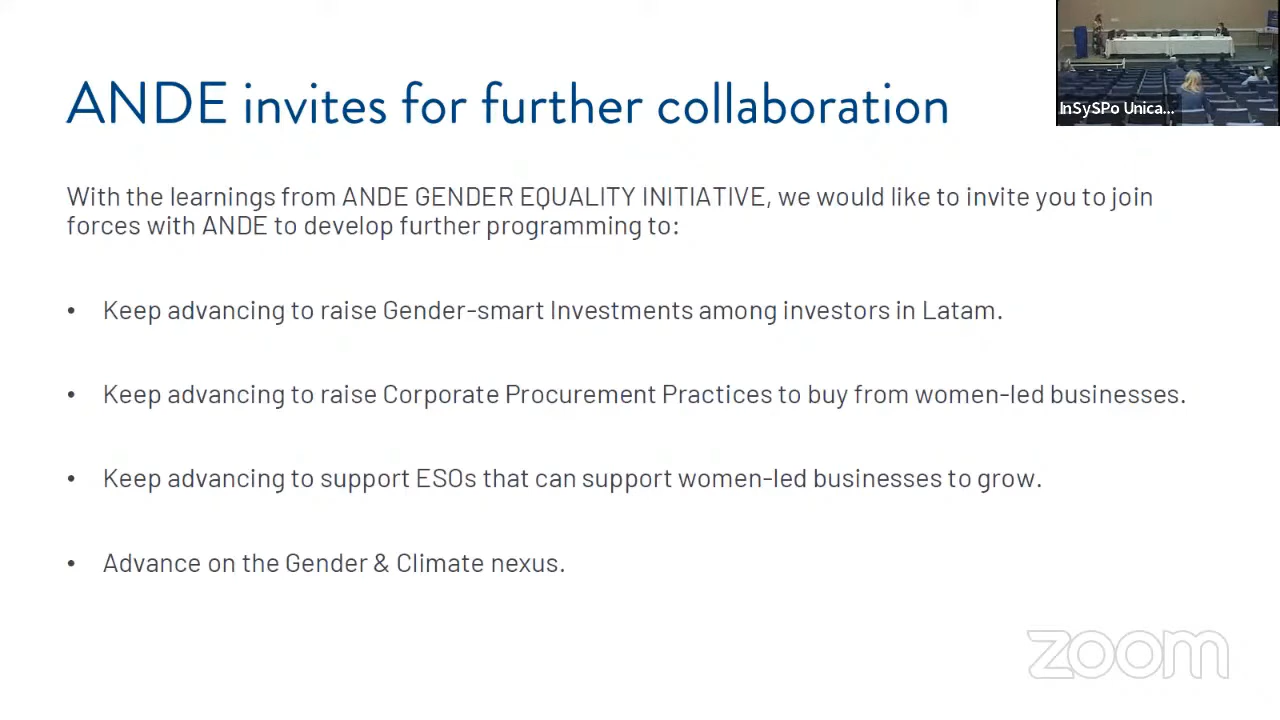 ANDE invites for further collaboration
InSySPo Unica...
With the learnings from ANDE GENDER EQUALITY INITIATIVE, we would like to invite you to join
forces with ANDE to develop further programming to:
• Keep advancing to raise Gender-smart Investments among investors in Latam.
• Keep advancing to raise Corporate Procurement Practices to buy from women-led businesses.
• Keep advancing to support ESOs that can support women-led businesses to grow.
• Advance on the Gender & Climate nexus.
zoom